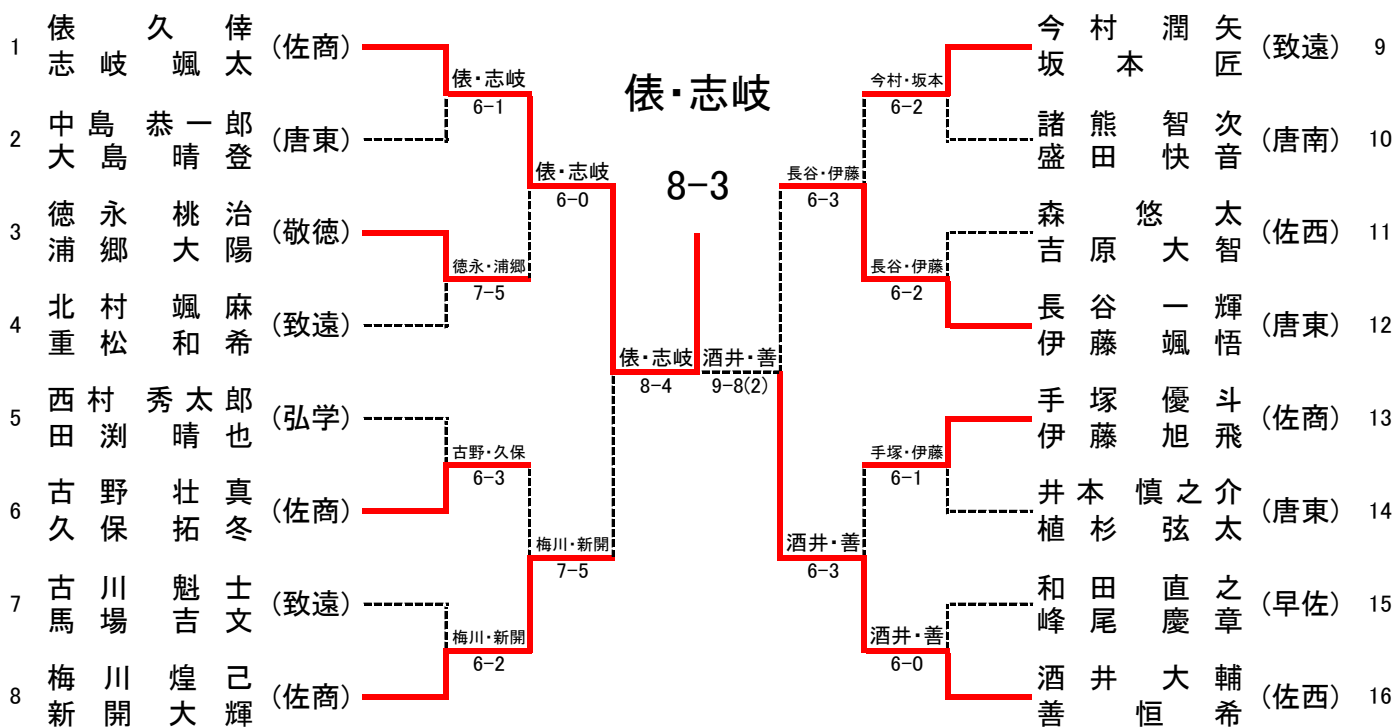 1 俵久倖 (佐商)
志岐颯太
2 中島恭一郎 (唐東)
大島晴登
3 徳永桃治 (敬徳)
浦郷大陽
4 北村颯麻 (致遠)
重松和希
5 西村秀太郎 (弘学)
田渕晴也
6 古野壮真 (佐商)
久保拓冬
7 古川魁士 (致遠)
馬場吉文
8 梅川煌己 (佐商)
新開大輝
俵・志岐
6-1
徳永・浦郷
7-5
古野・久保
6-3
梅川・新開
6-2
俵・志岐
6-0
梅川・新開
7-5
俵・志岐
8-4
俵・志岐
8-3
酒井・善
9-8(2)
長谷・伊藤
6-3
酒井・善
6-3
今村・坂本
6-2
長谷・伊藤
6-2
手塚・伊藤
6-1
酒井・善
6-0
今村潤矢 (致遠) 9
坂本匠
諸熊智次 (唐南) 10
盛田快音
森悠太 (佐西) 11
吉原大智
長谷一輝 (唐東) 12
伊藤颯悟
手塚優斗 (佐商) 13
伊藤旭飛
井本慎之介 (唐東) 14
植杉弦太
和田直之 (早佐) 15
峰尾慶章
酒井大輔 (佐西) 16
善恒希